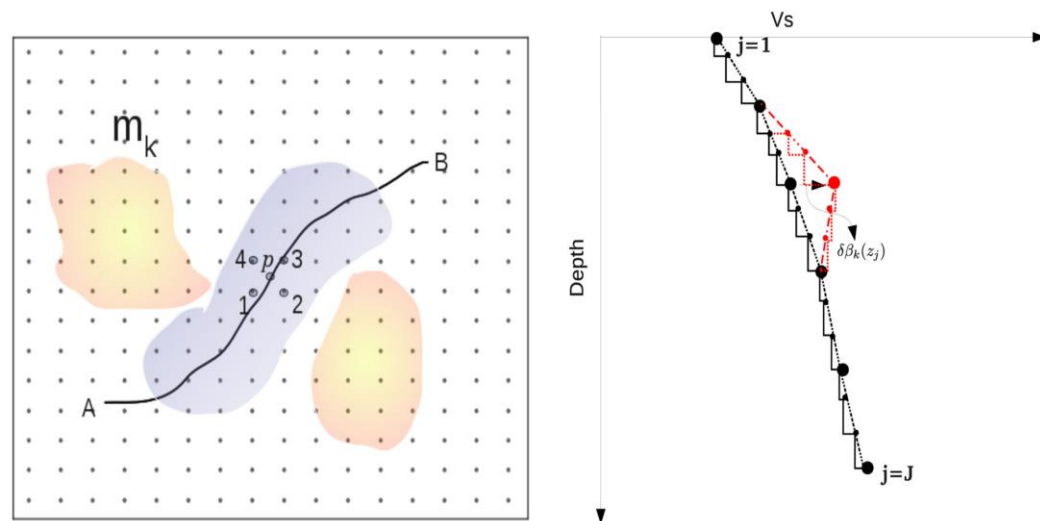 m_k
B
4 p 3
1 2
A
Vs
j=1
δβ_k(z_j)
Depth
j=J